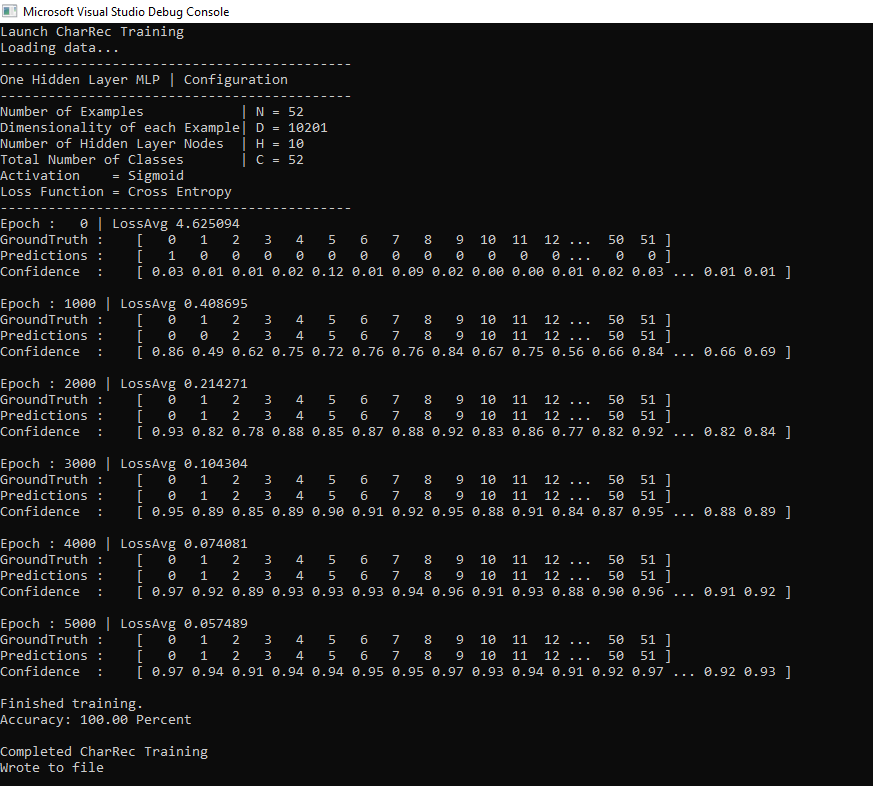 Microsoft Visual Studio Debug Console
Launch CharRec Training
Loading data...
--------------------------------------------
One Hidden Layer MLP | Configuration
--------------------------------------------
Number of Examples            | N = 52
Dimensionality of each Example| D = 10201
Number of Hidden Layer Nodes  | H = 10
Total Number of Classes       | C = 52
Activation    = Sigmoid
Loss Function = Cross Entropy
--------------------------------------------
Epoch :   0 | LossAvg 4.625094
GroundTruth :    [   0   1   2   3   4   5   6   7   8   9  10  11  12 ...  50  51 ]
Predictions :    [   1   0   0   0   0   0   0   0   0   0   0   0   0 ...   0   0 ]
Confidence  :    [ 0.03 0.01 0.01 0.02 0.12 0.01 0.09 0.02 0.00 0.00 0.01 0.02 0.03 ... 0.01 0.01 ]
Epoch : 1000 | LossAvg 0.408695
GroundTruth :    [   0   1   2   3   4   5   6   7   8   9  10  11  12 ...  50  51 ]
Predictions :    [   0   0   2   3   4   5   6   7   8   9  10  11  12 ...  50  51 ]
Confidence  :    [ 0.86 0.49 0.62 0.75 0.72 0.76 0.76 0.84 0.67 0.75 0.56 0.66 0.84 ... 0.66 0.69 ]
Epoch : 2000 | LossAvg 0.214271
GroundTruth :    [   0   1   2   3   4   5   6   7   8   9  10  11  12 ...  50  51 ]
Predictions :    [   0   1   2   3   4   5   6   7   8   9  10  11  12 ...  50  51 ]
Confidence  :    [ 0.93 0.82 0.78 0.88 0.85 0.87 0.88 0.92 0.83 0.86 0.77 0.82 0.92 ... 0.82 0.84 ]
Epoch : 3000 | LossAvg 0.104304
GroundTruth :    [   0   1   2   3   4   5   6   7   8   9  10  11  12 ...  50  51 ]
Predictions :    [   0   1   2   3   4   5   6   7   8   9  10  11  12 ...  50  51 ]
Confidence  :    [ 0.95 0.89 0.85 0.89 0.90 0.91 0.92 0.95 0.88 0.91 0.84 0.87 0.95 ... 0.88 0.89 ]
Epoch : 4000 | LossAvg 0.074081
GroundTruth :    [   0   1   2   3   4   5   6   7   8   9  10  11  12 ...  50  51 ]
Predictions :    [   0   1   2   3   4   5   6   7   8   9  10  11  12 ...  50  51 ]
Confidence  :    [ 0.97 0.92 0.89 0.93 0.93 0.94 0.96 0.91 0.93 0.88 0.90 0.96 ... 0.91 0.92 ]
Epoch : 5000 | LossAvg 0.057489
GroundTruth :    [   0   1   2   3   4   5   6   7   8   9  10  11  12 ...  50  51 ]
Predictions :    [   0   1   2   3   4   5   6   7   8   9  10  11  12 ...  50  51 ]
Confidence  :    [ 0.97 0.94 0.91 0.94 0.94 0.95 0.95 0.97 0.93 0.94 0.91 0.92 0.97 ... 0.92 0.93 ]
Finished training.
Accuracy: 100.00 Percent
Completed CharRec Training
Wrote to file